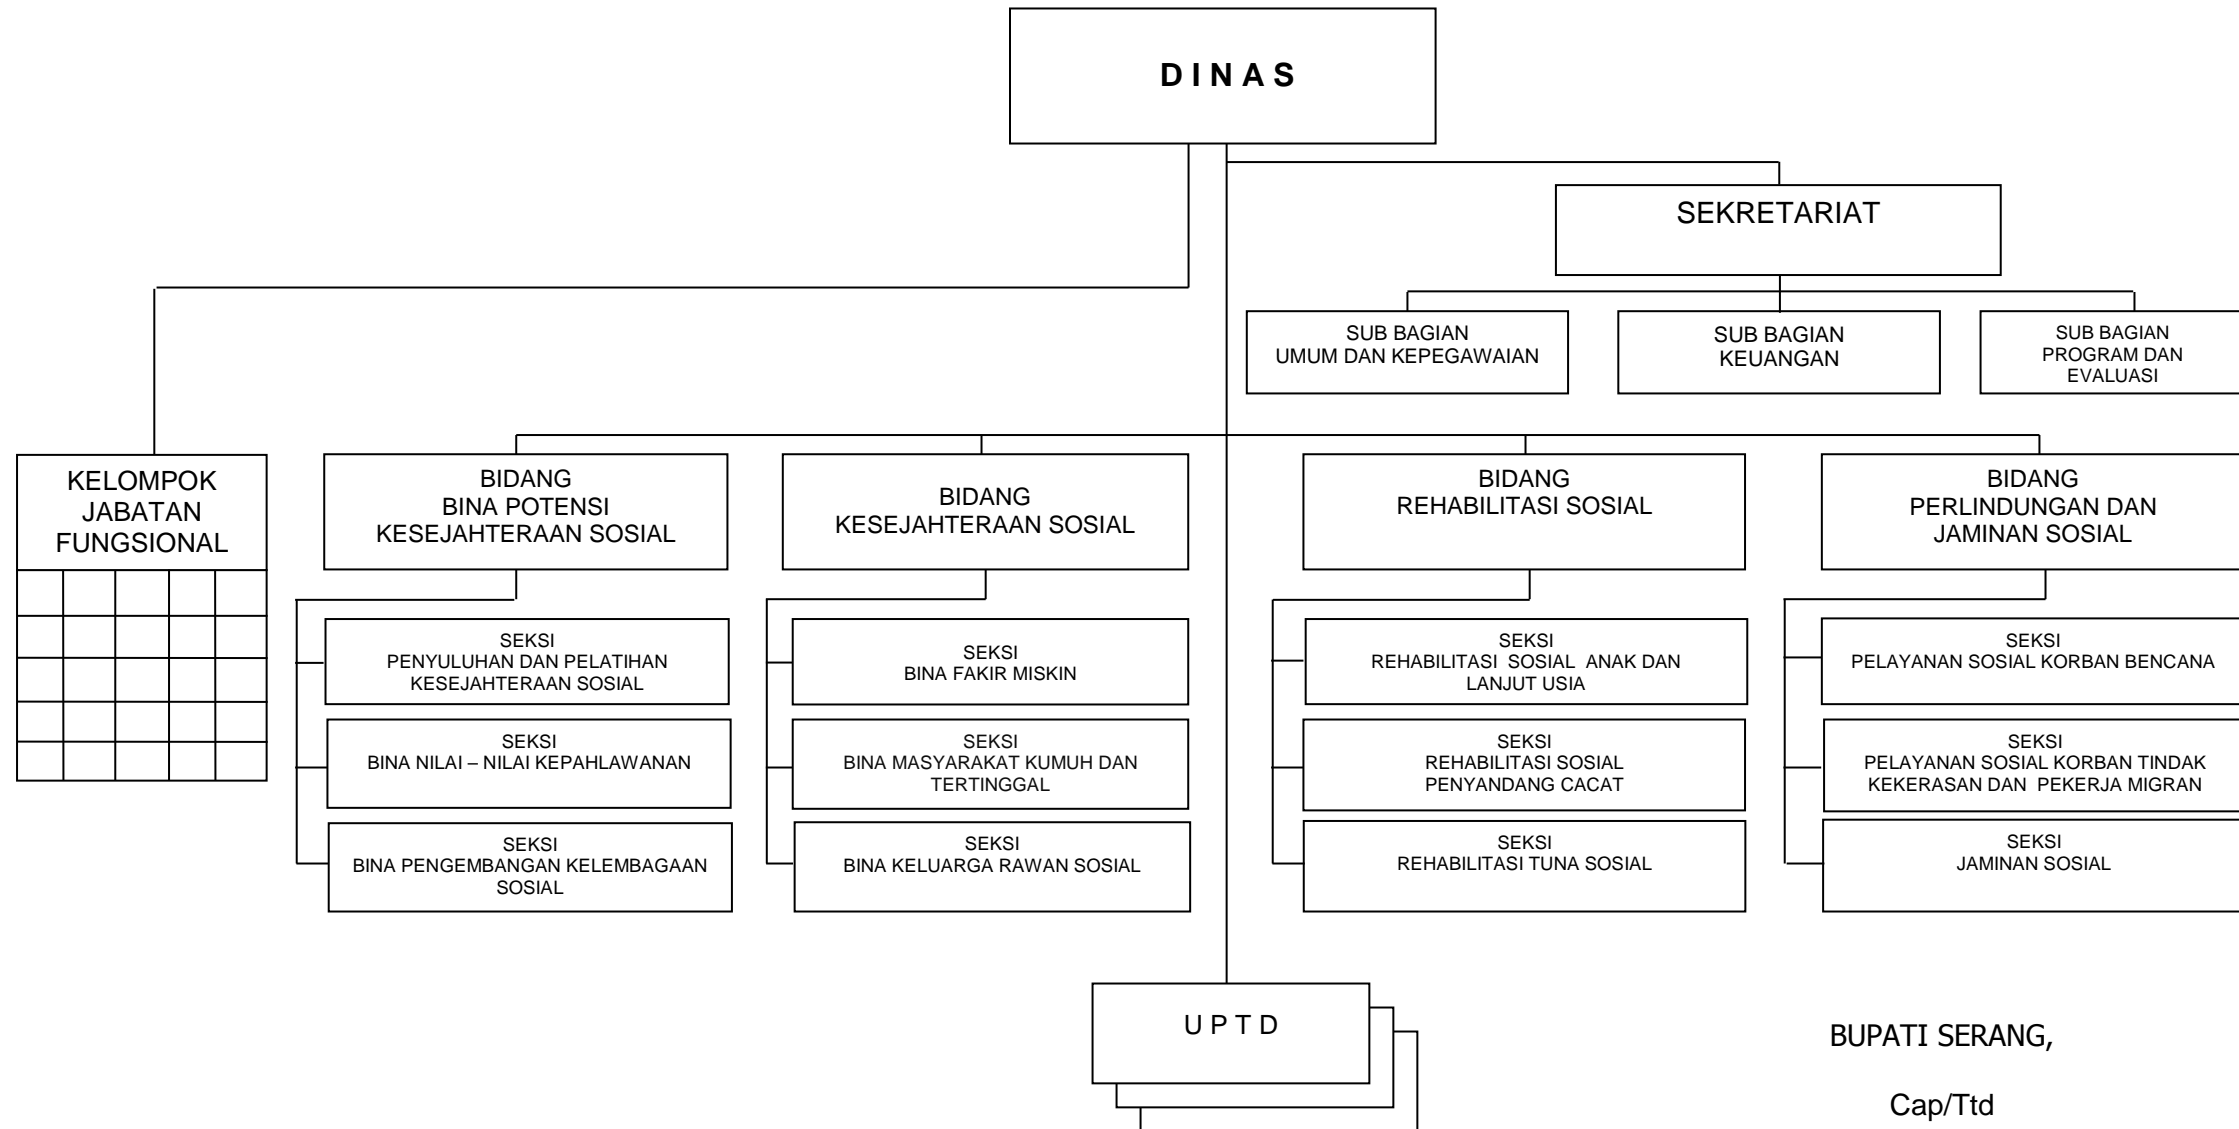 D I N A S
SEKRETARIAT
SUB BAGIAN
UMUM DAN KEPEGAWAIAN
SUB BAGIAN
KEUANGAN
SUB BAGIAN
PROGRAM DAN
EVALUASI
KELOMPOK
JABATAN
FUNGSIONAL
BIDANG
BINA POTENSI
KESEJAHTERAAN SOSIAL
BIDANG
KESEJAHTERAAN SOSIAL
BIDANG
REHABILITASI SOSIAL
BIDANG
PERLINDUNGAN DAN
JAMINAN SOSIAL
SEKSI
PENYULUHAN DAN PELATIHAN
KESEJAHTERAAN SOSIAL
SEKSI
BINA NILAI – NILAI KEPAHLAWANAN
SEKSI
BINA PENGEMBANGAN KELEMBAGAAN
SOSIAL
SEKSI
BINA FAKIR MISKIN
SEKSI
BINA MASYARAKAT KUMUH DAN
TERTINGGAL
SEKSI
BINA KELUARGA RAWAN SOSIAL
SEKSI
REHABILITASI SOSIAL ANAK DAN
LANJUT USIA
SEKSI
REHABILITASI SOSIAL
PENYANDANG CACAT
SEKSI
REHABILITASI TUNA SOSIAL
SEKSI
PELAYANAN SOSIAL KORBAN BENCANA
SEKSI
PELAYANAN SOSIAL KORBAN TINDAK
KEKERASAN DAN PEKERJA MIGRAN
SEKSI
JAMINAN SOSIAL
U P T D
BUPATI SERANG,
Cap/Ttd